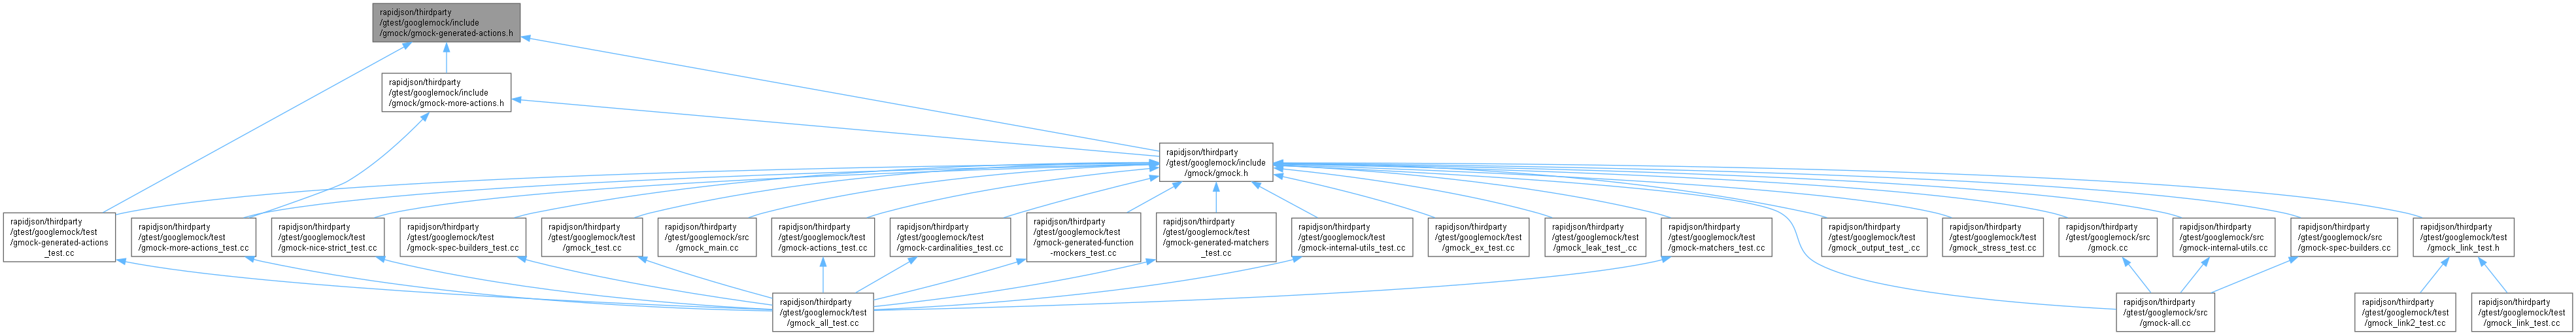 rapidjson/thirdparty
/gtest/googlemock/include
/gmock/gmock-generated-actions.h
rapidjson/thirdparty
/gtest/googlemock/include
/gmock/gmock-more-actions.h
rapidjson/thirdparty
/gtest/googlemock/include
/gmock/gmock.h
rapidjson/thirdparty
/gtest/googlemock/test
/gmock-generated-actions
_test.cc
rapidjson/thirdparty
/gtest/googlemock/test
/gmock-more-actions_test.cc
rapidjson/thirdparty
/gtest/googlemock/test
/gmock-nice-strict_test.cc
rapidjson/thirdparty
/gtest/googlemock/test
/gmock-spec-builders_test.cc
rapidjson/thirdparty
/gtest/googlemock/test
/gmock_test.cc
rapidjson/thirdparty
/gtest/googlemock/src
/gmock_main.cc
rapidjson/thirdparty
/gtest/googlemock/test
/gmock-actions_test.cc
rapidjson/thirdparty
/gtest/googlemock/test
/gmock-cardinalities_test.cc
rapidjson/thirdparty
/gtest/googlemock/test
/gmock-generated-function
-mockers_test.cc
rapidjson/thirdparty
/gtest/googlemock/test
/gmock-generated-matchers
_test.cc
rapidjson/thirdparty
/gtest/googlemock/test
/gmock-internal-utils_test.cc
rapidjson/thirdparty
/gtest/googlemock/test
/gmock_ex_test.cc
rapidjson/thirdparty
/gtest/googlemock/test
/gmock_leak_test_.cc
rapidjson/thirdparty
/gtest/googlemock/test
/gmock-matchers_test.cc
rapidjson/thirdparty
/gtest/googlemock/test
/gmock_output_test_.cc
rapidjson/thirdparty
/gtest/googlemock/test
/gmock_stress_test.cc
rapidjson/thirdparty
/gtest/googlemock/src
/gmock.cc
rapidjson/thirdparty
/gtest/googlemock/src
/gmock-internal-utils.cc
rapidjson/thirdparty
/gtest/googlemock/src
/gmock-spec-builders.cc
rapidjson/thirdparty
/gtest/googlemock/test
/gmock_link_test.h
rapidjson/thirdparty
/gtest/googlemock/test
/gmock_all_test.cc
rapidjson/thirdparty
/gtest/googlemock/src
/gmock-all.cc
rapidjson/thirdparty
/gtest/googlemock/test
/gmock_link2_test.cc
rapidjson/thirdparty
/gtest/googlemock/test
/gmock_link_test.cc